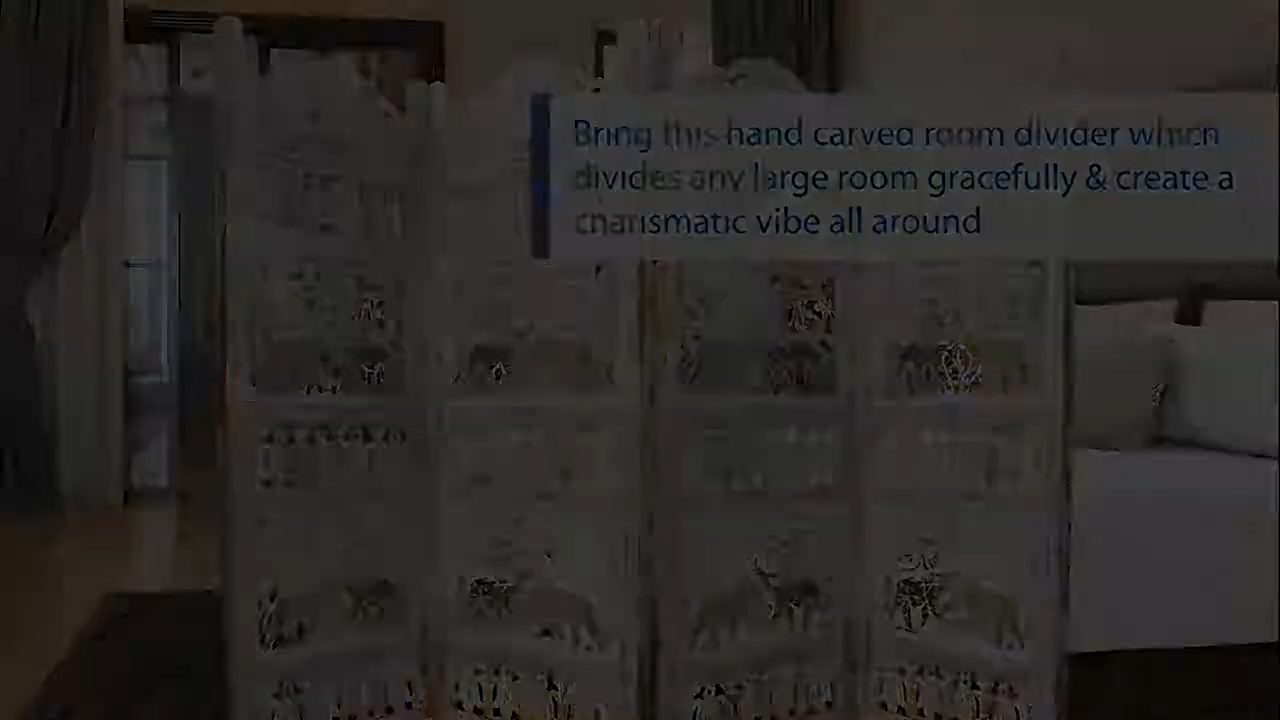 Bring this hand carved room divider which
divides any large room gracefully & create a
charismatic vibe all around